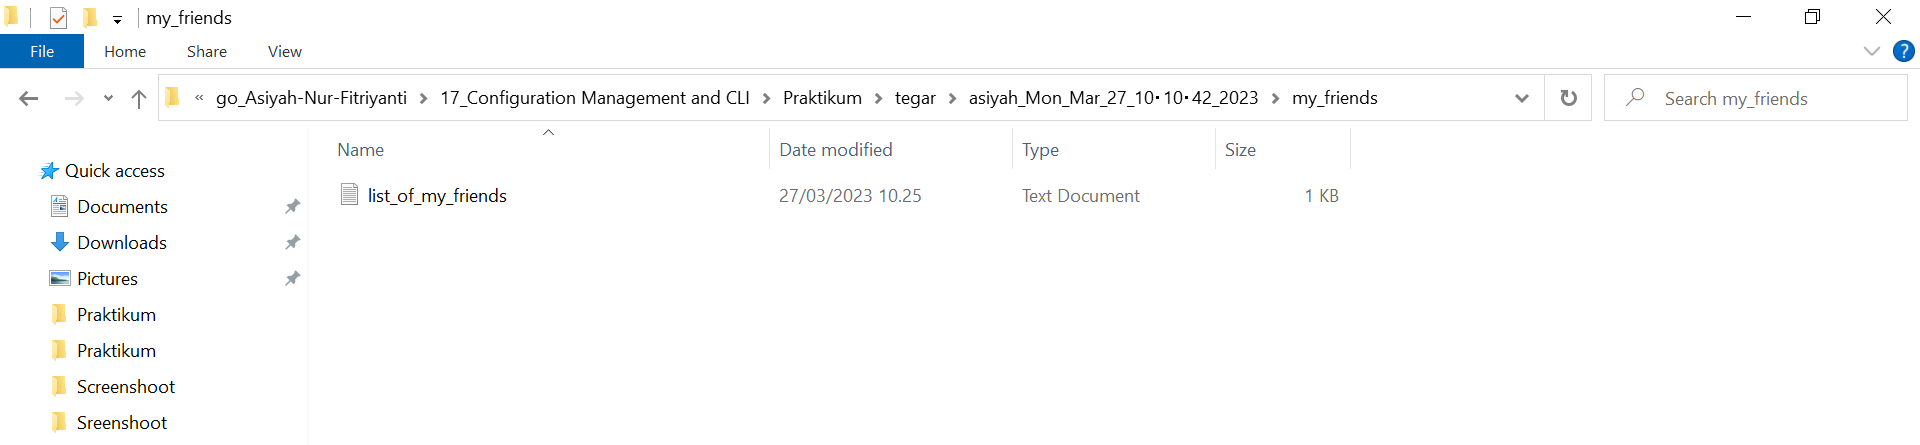 my_friends
File Home Share View
« go_Asiyah-Nur-Fitriyanti > 17_Configuration Management and CLI > Praktikum > tegar > asiyah_Mon_Mar_27_10·10·42_2023 > my_friends
Search my_friends
Name Date modified Type Size
Quick access
list_of_my_friends 27/03/2023 10.25 Text Document 1 KB
Documents
Downloads
Pictures
Praktikum
Praktikum
Screenshoot
Sreenshoot